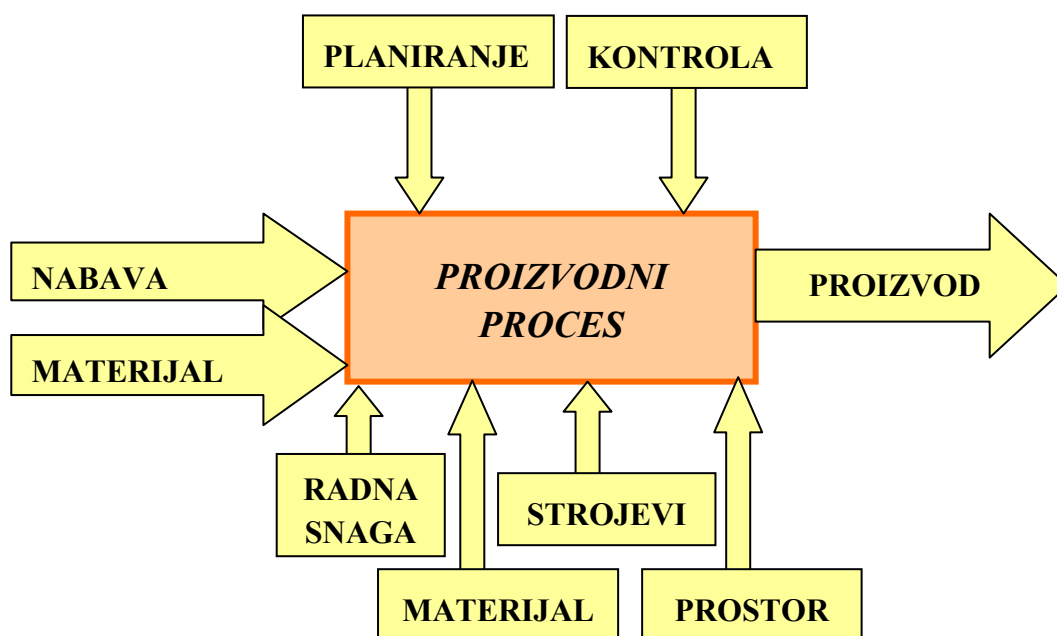 PLANIRANJE
KONTROLA
NABAVA
PROIZVODNI
PROCES
PROIZVOD
MATERIJAL
RADNA
SNAGA
STROJEVI
MATERIJAL
PROSTOR